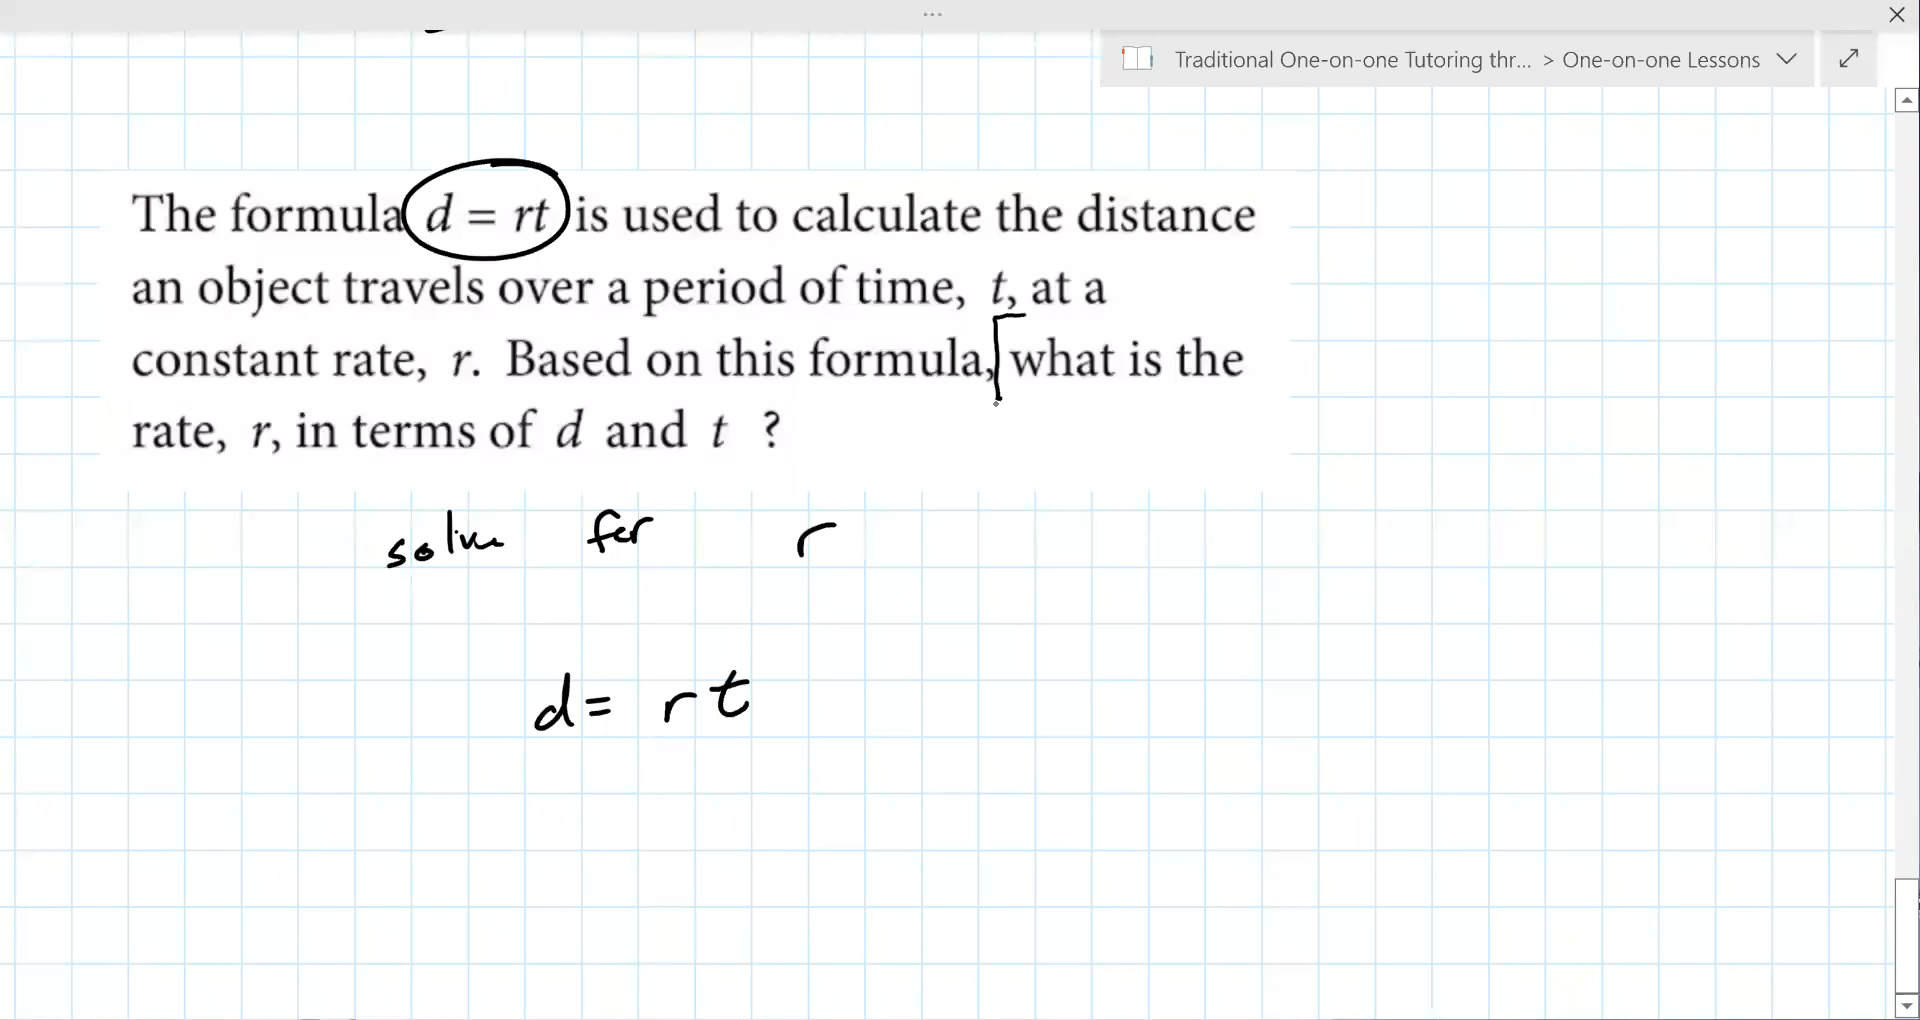 ...
Traditional One-on-one Tutoring thr... > One-on-one Lessons
The formula d = rt is used to calculate the distance
an object travels over a period of time, t, at a
constant rate, r. Based on this formula, what is the
rate, r, in terms of d and t ?
solve for r
d = rt